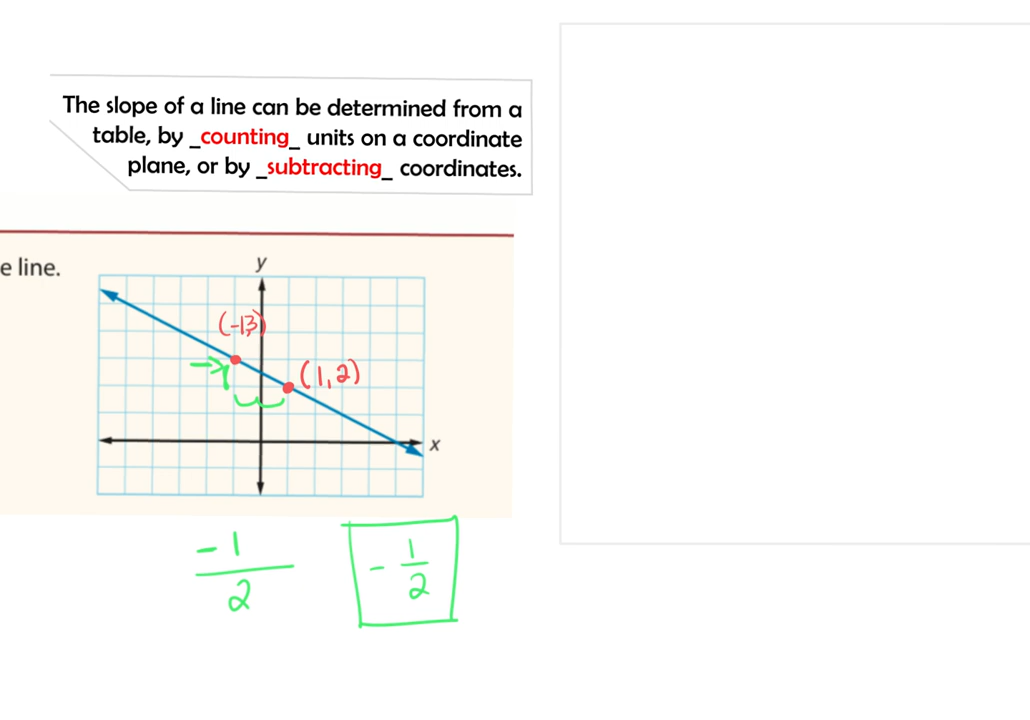 The slope of a line can be determined from a
table, by _counting_ units on a coordinate
plane, or by _subtracting_ coordinates.
e line.
y
(-1,3)
(1,2)
x
-1
2
- 1
2